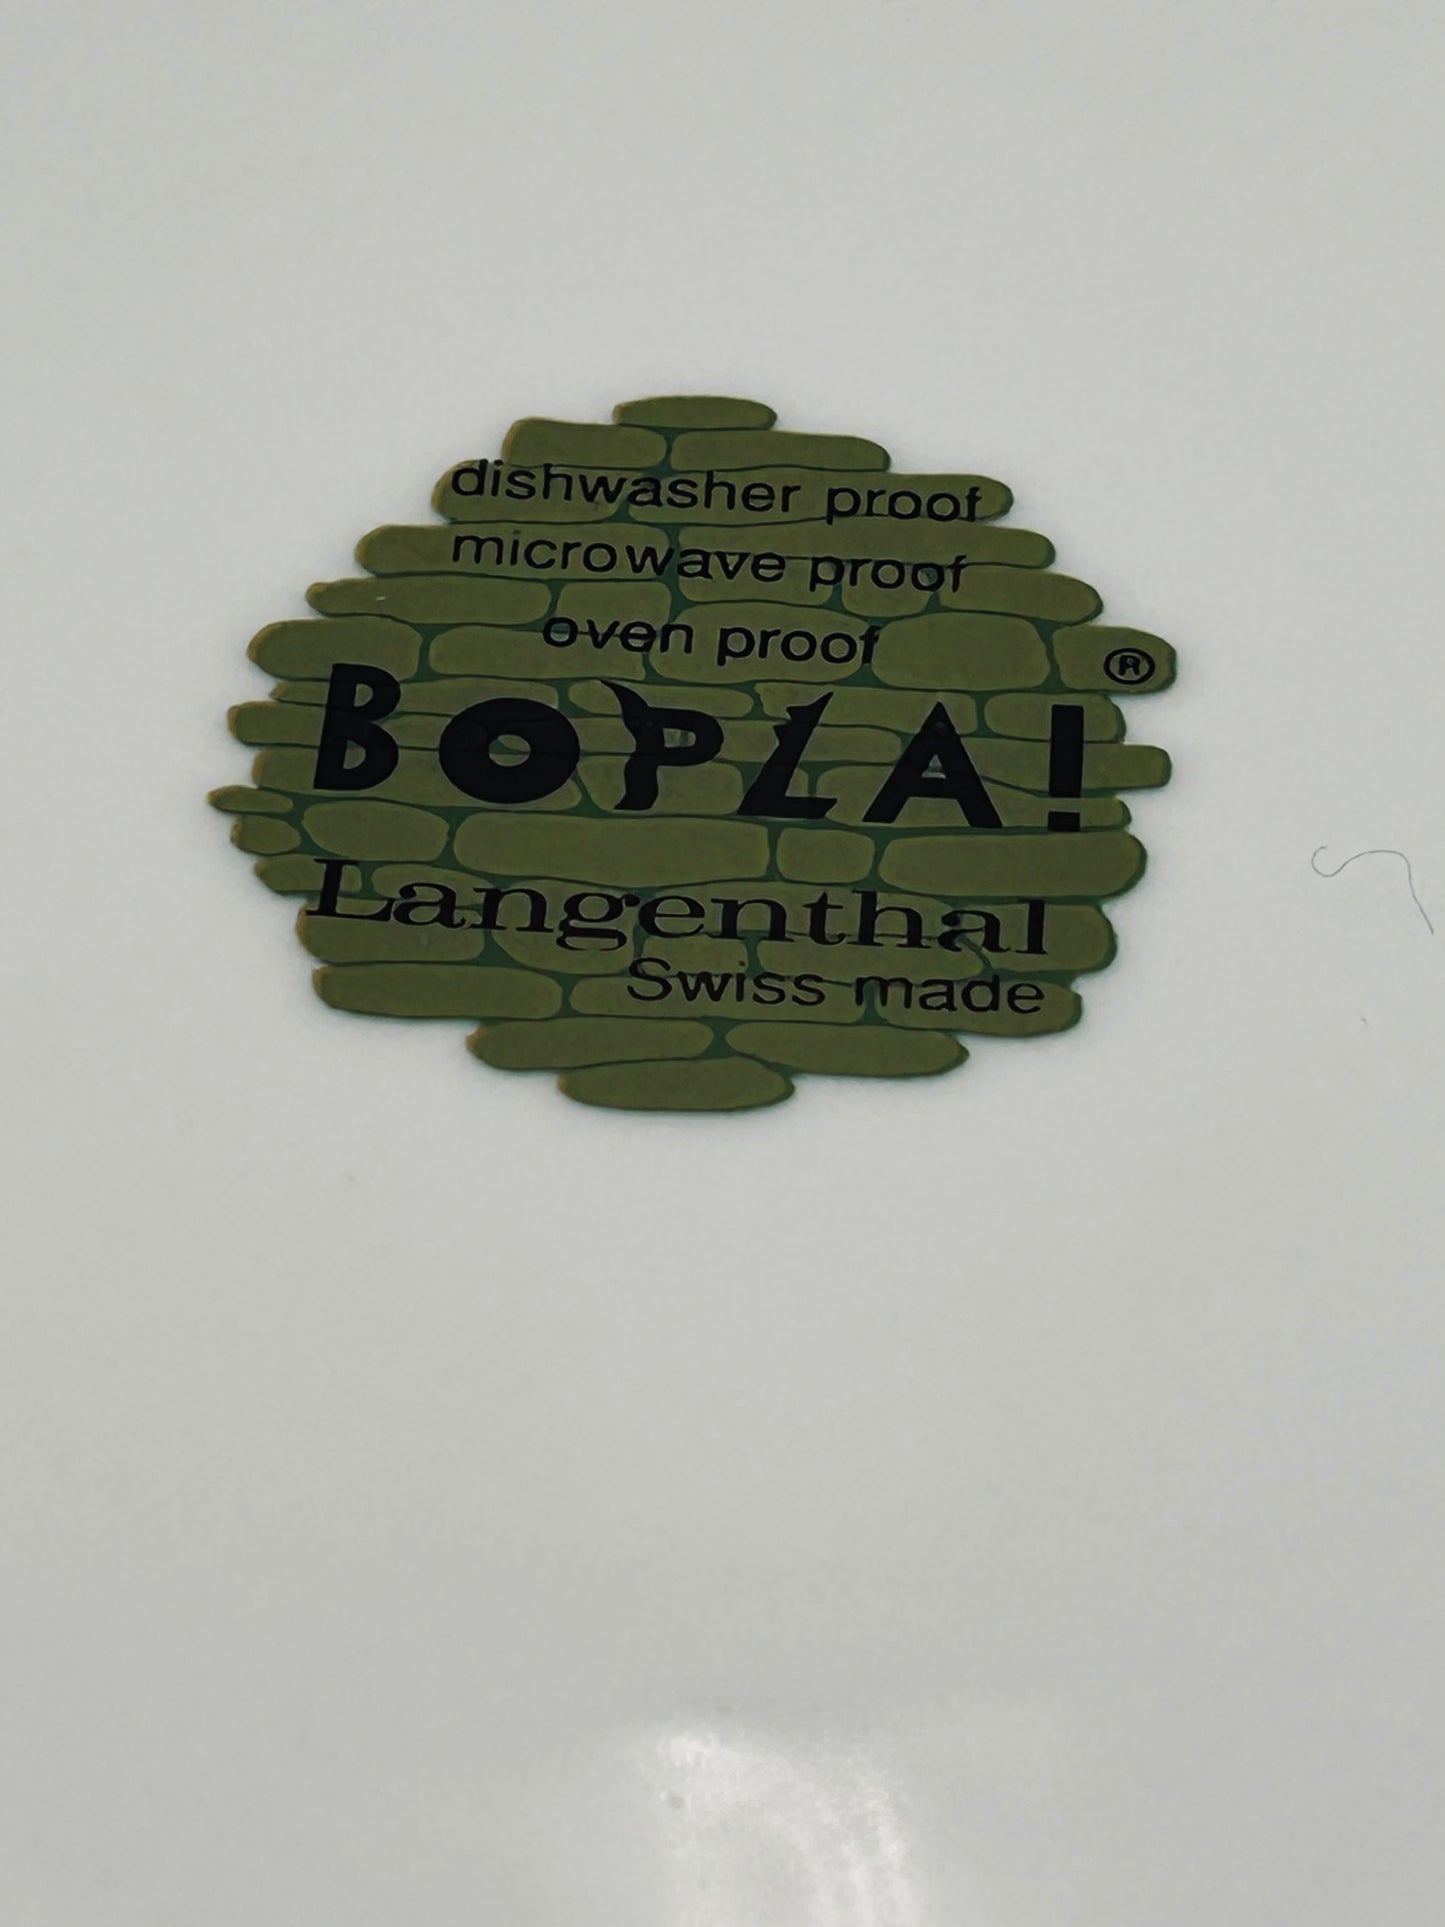 dishwasher proof
microwave proof
oven proof
BOPLA!®
Langenthal
Swiss made